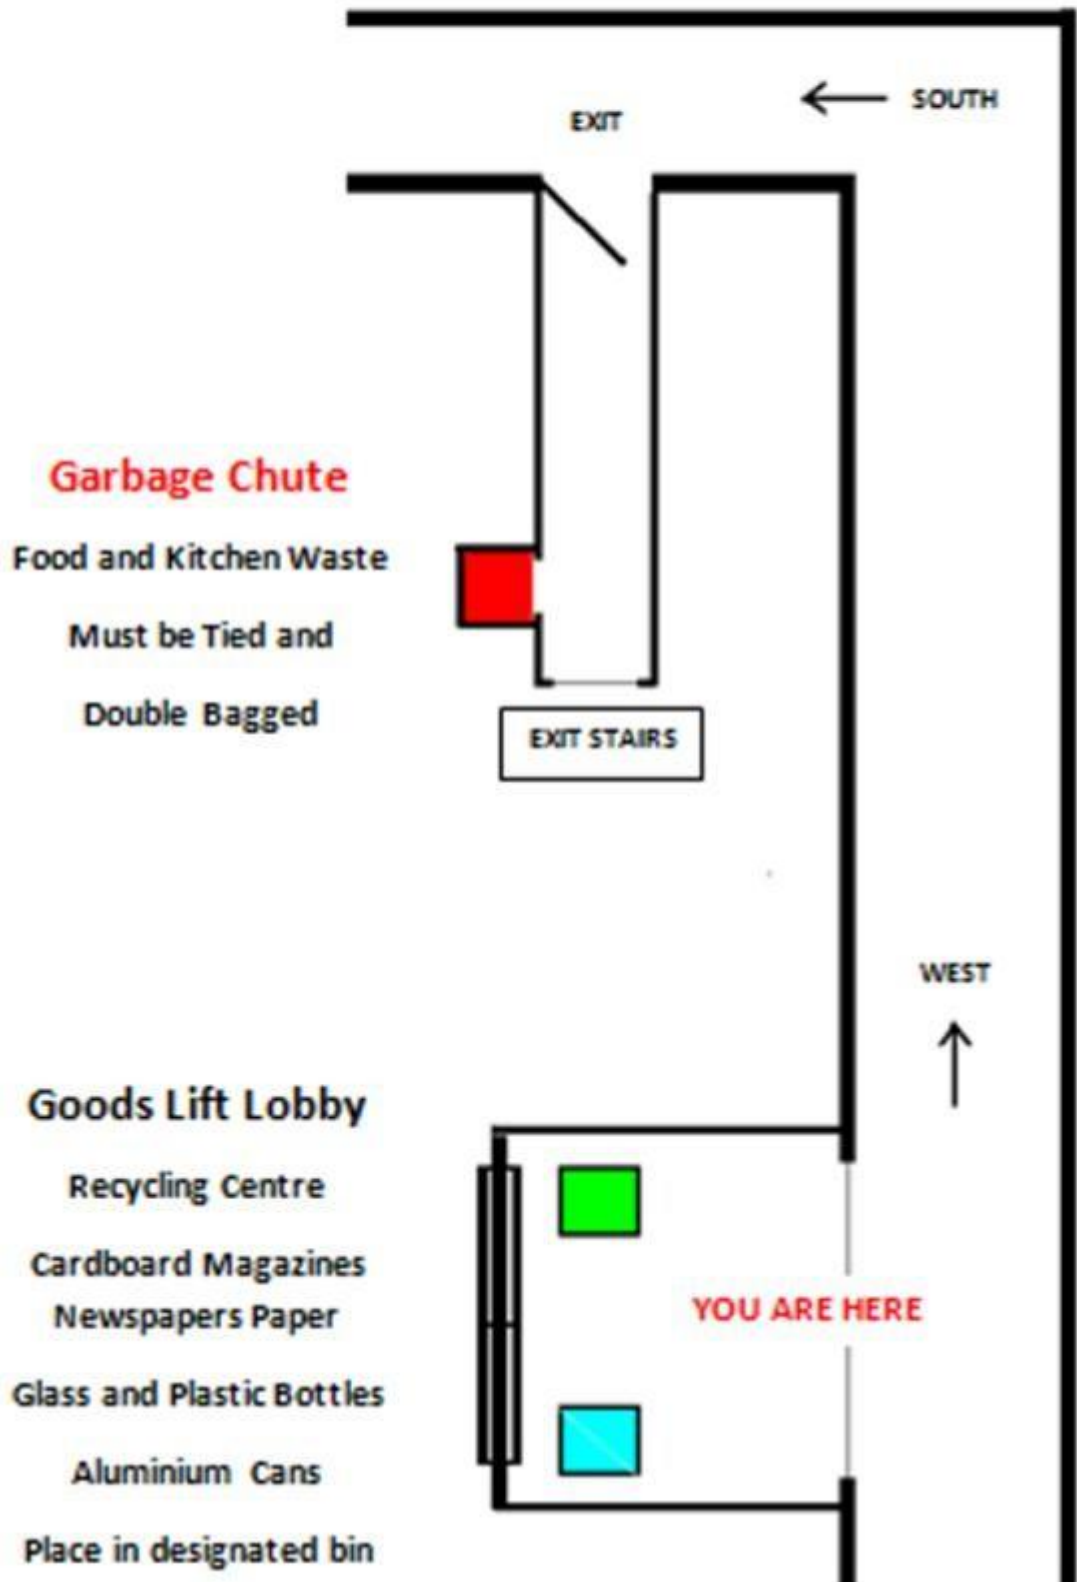 SOUTH
EXIT
Garbage Chute
Food and Kitchen Waste
Must be Tied and
Double Bagged
EXIT STAIRS
WEST
Goods Lift Lobby
Recycling Centre
Cardboard Magazines
Newspapers Paper
Glass and Plastic Bottles
Aluminium Cans
Place in designated bin
YOU ARE HERE